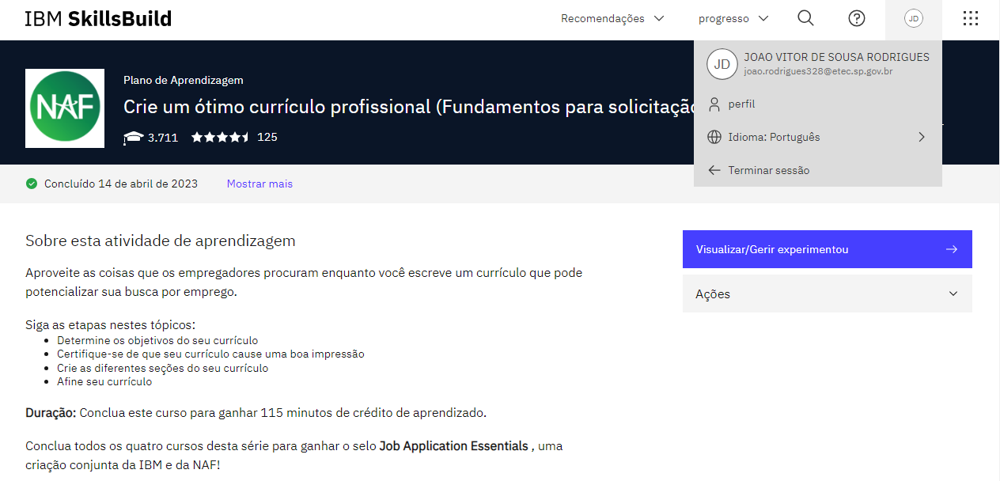 IBM SkillsBuild
Recomendações
progresso
JD
JD
JOAO VITOR DE SOUSA RODRIGUES
joao.rodrigues328@etec.sp.gov.br
perfil
Idioma: Português
Terminar sessão
NAF
Plano de Aprendizagem
Crie um ótimo currículo profissional (Fundamentos para solicitaçã
3.711
125
Concluído 14 de abril de 2023
Mostrar mais
Sobre esta atividade de aprendizagem
Aproveite as coisas que os empregadores procuram enquanto você escreve um currículo que pode
potencializar sua busca por emprego.
Siga as etapas nestes tópicos:
• Determine os objetivos do seu currículo
• Certifique-se de que seu currículo cause uma boa impressão
• Crie as diferentes seções do seu currículo
• Afine seu currículo
Duração: Conclua este curso para ganhar 115 minutos de crédito de aprendizado.
Conclua todos os quatro cursos desta série para ganhar o selo Job Application Essentials , uma
criação conjunta da IBM e da NAF!
Visualizar/Gerir experimentou
Ações